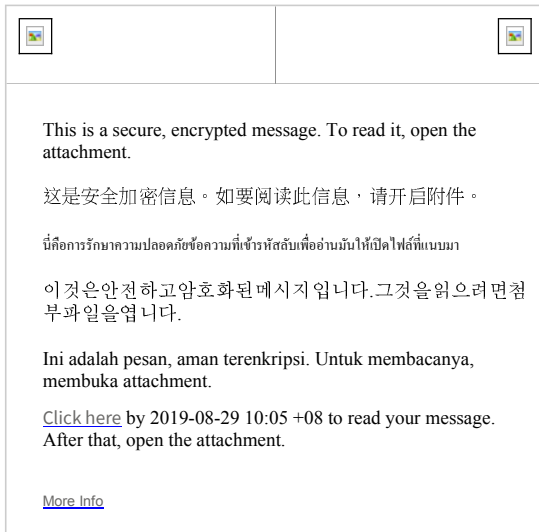 This is a secure, encrypted message. To read it, open the
attachment.
这是安全加密信息。如要阅读此信息，请开启附件。
นี่คือการรักษาความปลอดภัยข้อความที่เข้ารหัสลับเพื่ออ่านมันให้เปิดไฟล์ที่แนบมา
이것은안전하고암호화된메시지입니다.그것을읽으려면첨
부파일을엽니다.
Ini adalah pesan, aman terenkripsi. Untuk membacanya,
membuka attachment.
Click here by 2019-08-29 10:05 +08 to read your message.
After that, open the attachment.
More Info